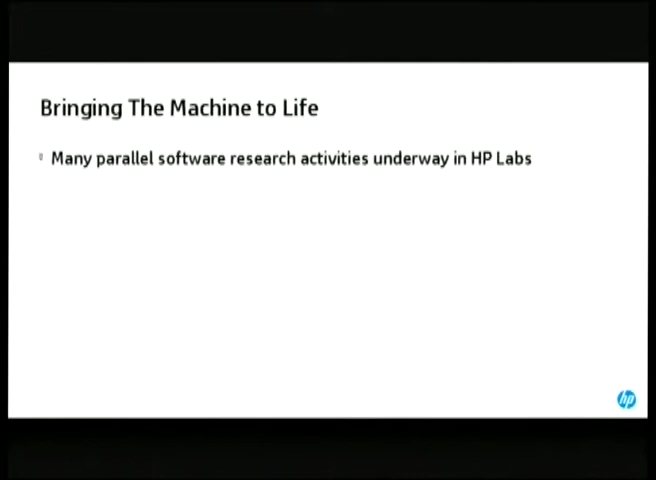 Bringing The Machine to Life
Many parallel software research activities underway in HP Labs
hp